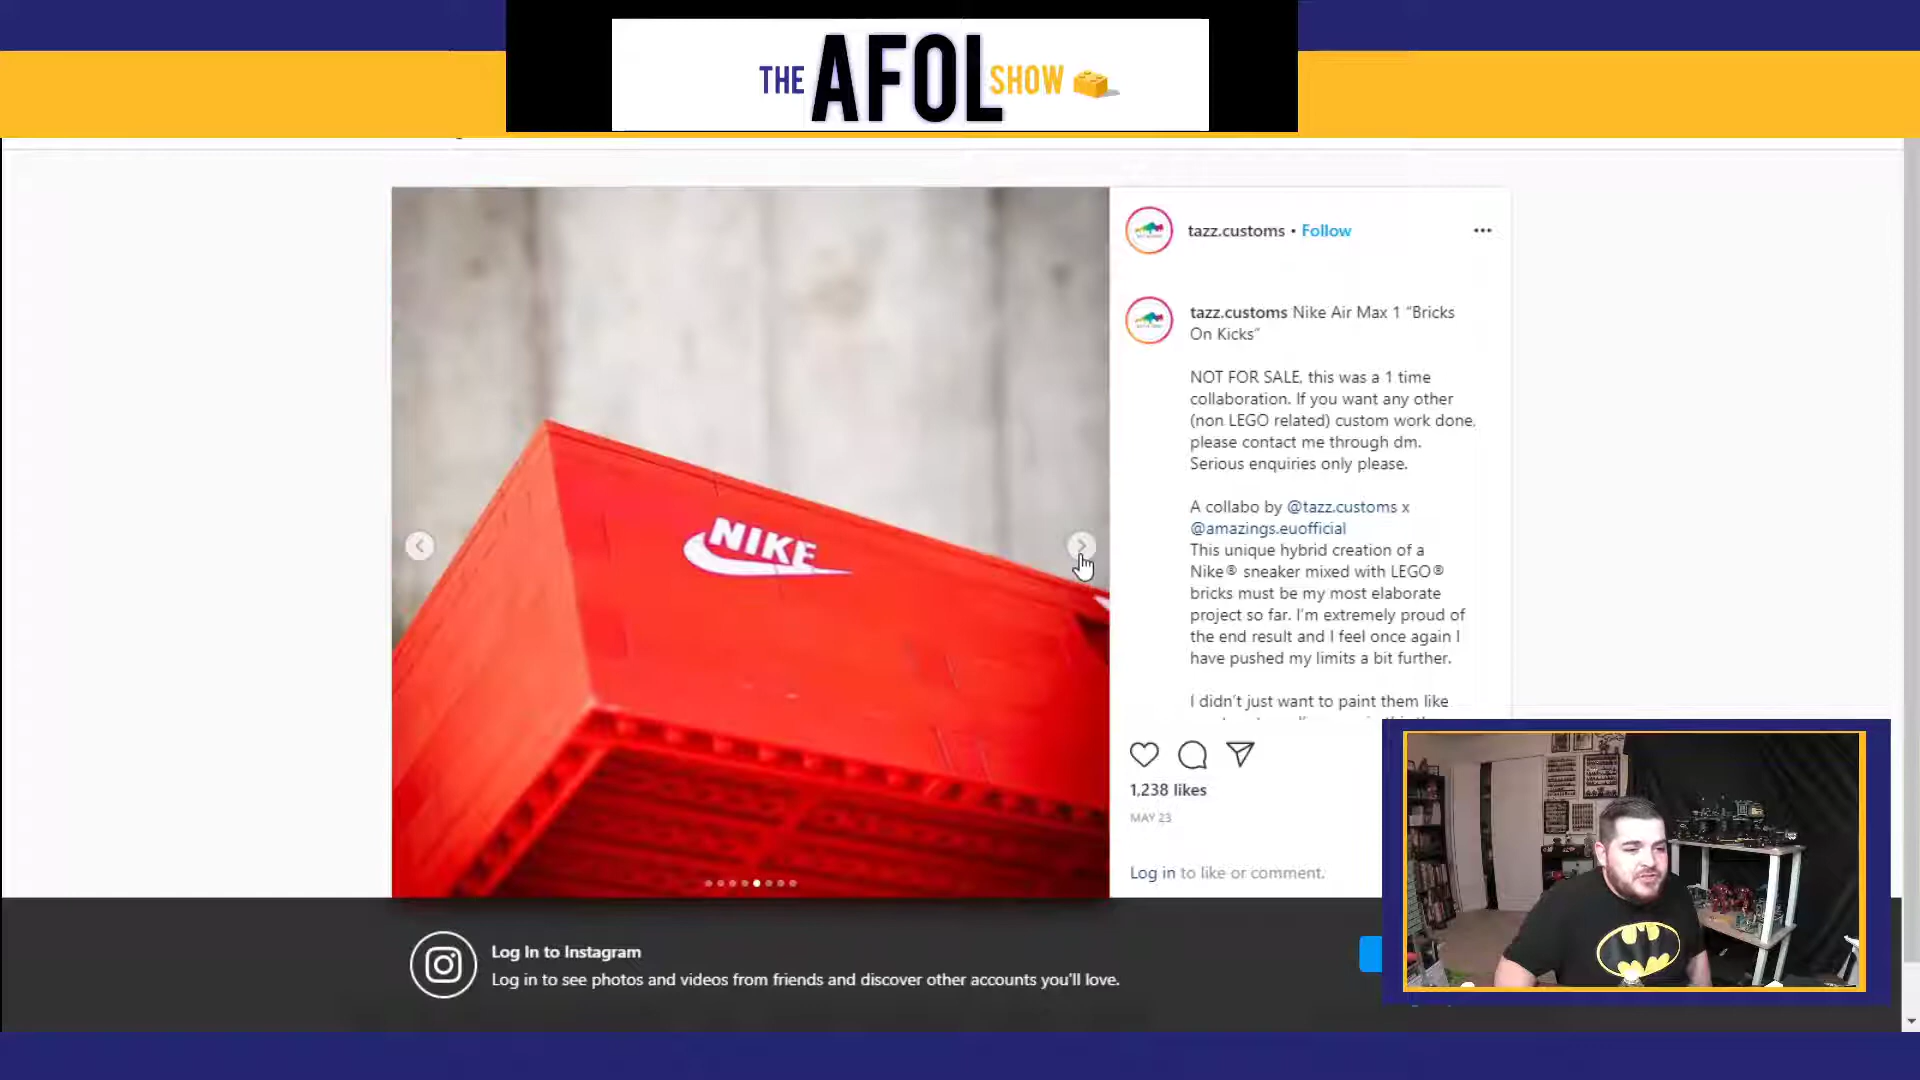 THE AFOL SHOW
tazz.customs • Follow
tazz.customs Nike Air Max 1 “Bricks
On Kicks”
NOT FOR SALE, this was a 1 time
collaboration. If you want any other
(non LEGO related) custom work done,
please contact me through dm.
Serious enquiries only please.
A collabo by @tazz.customs x
@amazings.euofficial
This unique hybrid creation of a
Nike® sneaker mixed with LEGO®
bricks must be my most elaborate
project so far. I'm extremely proud of
the end result and I feel once again I
have pushed my limits a bit further.
I didn't just want to paint them like
NIKE
1,238 likes
MAY 23
Log in to like or comment.
Log In to Instagram
Log in to see photos and videos from friends and discover other accounts you'll love.